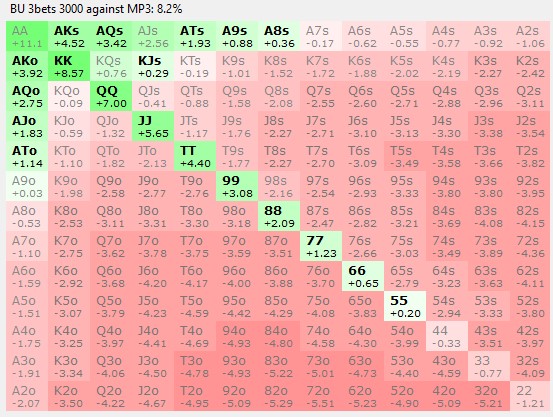 BU 3bets 3000 against MP3: 8.2%
AA AKs AQs AJs ATs A9s A8s A7s A6s A5s A4s A3s A2s
+11.1 +4.52 +3.42 +2.56 +1.93 +0.88 +0.36 -0.17 -0.62 -0.55 -0.77 -0.92 -1.06
AKo KK KQs KJs KTs K9s K8s K7s K6s K5s K4s K3s K2s
+3.92 +8.57 +0.76 +0.29 -0.19 -1.01 -1.52 -1.72 -1.88 -2.02 -2.19 -2.27 -2.42
AQo KQo QQ QJs QTs Q9s Q8s Q7s Q6s Q5s Q4s Q3s Q2s
+2.75 -0.09 +7.00 -0.41 -0.88 -1.58 -2.08 -2.55 -2.60 -2.71 -2.88 -2.96 -3.11
AJo KJo QJo JJ JTs J9s J8s J7s J6s J5s J4s J3s J2s
+1.83 -0.59 -1.32 +5.65 -1.17 -1.76 -2.27 -2.71 -3.10 -3.13 -3.30 -3.38 -3.54
ATo KTo QTo JTo TT T9s T8s T7s T6s T5s T4s T3s T2s
+1.14 -1.10 -1.82 -2.13 +4.40 -1.77 -2.27 -2.70 -3.09 -3.49 -3.58 -3.66 -3.82
A9o K9o Q9o J9o T9o 99 98s 97s 96s 95s 94s 93s 92s
+0.03 -1.98 -2.58 -2.77 -2.76 +3.08 -2.16 -2.54 -2.93 -3.33 -3.80 -3.80 -3.95
A8o K8o Q8o J8o T8o 98o 88 87s 86s 85s 84s 83s 82s
-0.53 -2.53 -3.11 -3.31 -3.30 -3.18 +2.09 -2.47 -2.82 -3.21 -3.69 -4.08 -4.15
A7o K7o Q7o J7o T7o 97o 87o 77 76s 75s 74s 73s 72s
-1.10 -2.75 -3.62 -3.78 -3.75 -3.59 -3.51 +1.23 -2.66 -3.03 -3.49 -3.89 -4.36
A6o K6o Q6o J6o T6o 96o 86o 76o 66 65s 64s 63s 62s
-1.59 -2.92 -3.68 -4.20 -4.17 -4.00 -3.88 -3.70 +0.65 -2.79 -3.23 -3.63 -4.11
A5o K5o Q5o J5o T5o 95o 85o 75o 65o 55 54s 53s 52s
-1.51 -3.07 -3.79 -4.23 -4.59 -4.42 -4.29 -4.08 -3.83 +0.20 -2.94 -3.33 -3.80
A4o K4o Q4o J4o T4o 94o 84o 74o 64o 54o 44 43s 42s
-1.75 -3.25 -3.97 -4.41 -4.69 -4.93 -4.80 -4.58 -4.30 -3.99 -0.33 -3.51 -3.97
A3o K3o Q3o J3o T3o 93o 83o 73o 63o 53o 43o 33 32s
-1.91 -3.34 -4.06 -4.50 -4.78 -4.93 -5.22 -5.01 -4.73 -4.40 -4.59 -0.77 -4.09
A2o K2o Q2o J2o T2o 92o 82o 72o 62o 52o 42o 32o 22
-2.07 -3.50 -4.22 -4.67 -4.95 -5.09 -5.29 -5.51 -5.23 -4.90 -5.09 -5.21 -1.21